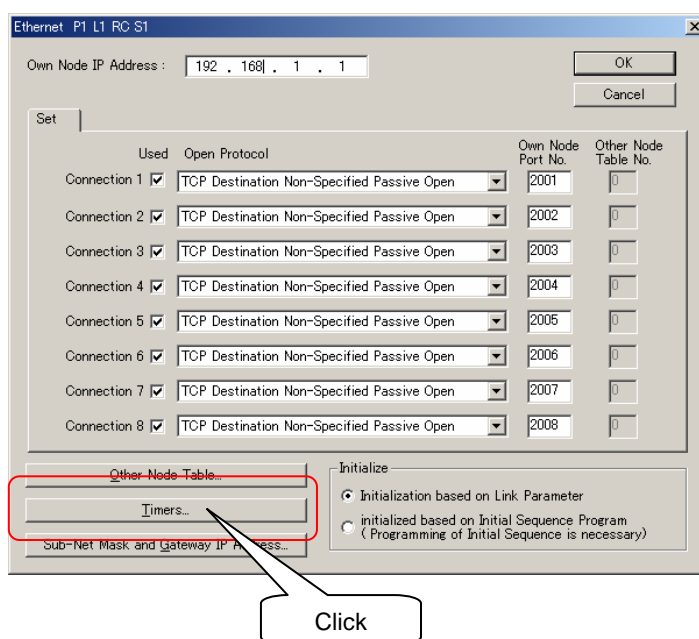 Ethernet P1 L1 RC S1
Own Node IP Address : 192 . 168 . 1 . 1
OK
Cancel
Set
Used Open Protocol Own Node Port No. Other Node Table No.
Connection 1 TCP Destination Non-Specified Passive Open 2001 0
Connection 2 TCP Destination Non-Specified Passive Open 2002 0
Connection 3 TCP Destination Non-Specified Passive Open 2003 0
Connection 4 TCP Destination Non-Specified Passive Open 2004 0
Connection 5 TCP Destination Non-Specified Passive Open 2005 0
Connection 6 TCP Destination Non-Specified Passive Open 2006 0
Connection 7 TCP Destination Non-Specified Passive Open 2007 0
Connection 8 TCP Destination Non-Specified Passive Open 2008 0
Other Node Table...
Timers...
Sub-Net Mask and Gateway IP Address...
Initialize
Initialization based on Link Parameter
initialized based on Initial Sequence Program
( Programming of Initial Sequence is necessary)
Click